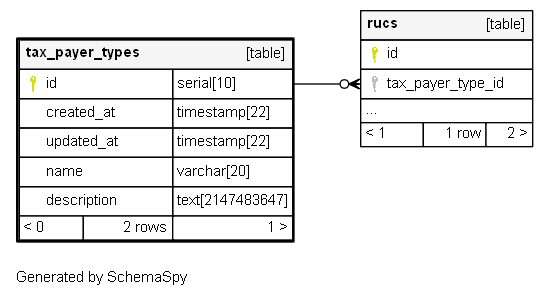 tax_payer_types [table]
id serial[10]
created_at timestamp[22]
updated_at timestamp[22]
name varchar[20]
description text[2147483647]
< 0 2 rows 1 >
rucs [table]
id
tax_payer_type_id
...
< 1 1 row 2 >
Generated by SchemaSpy